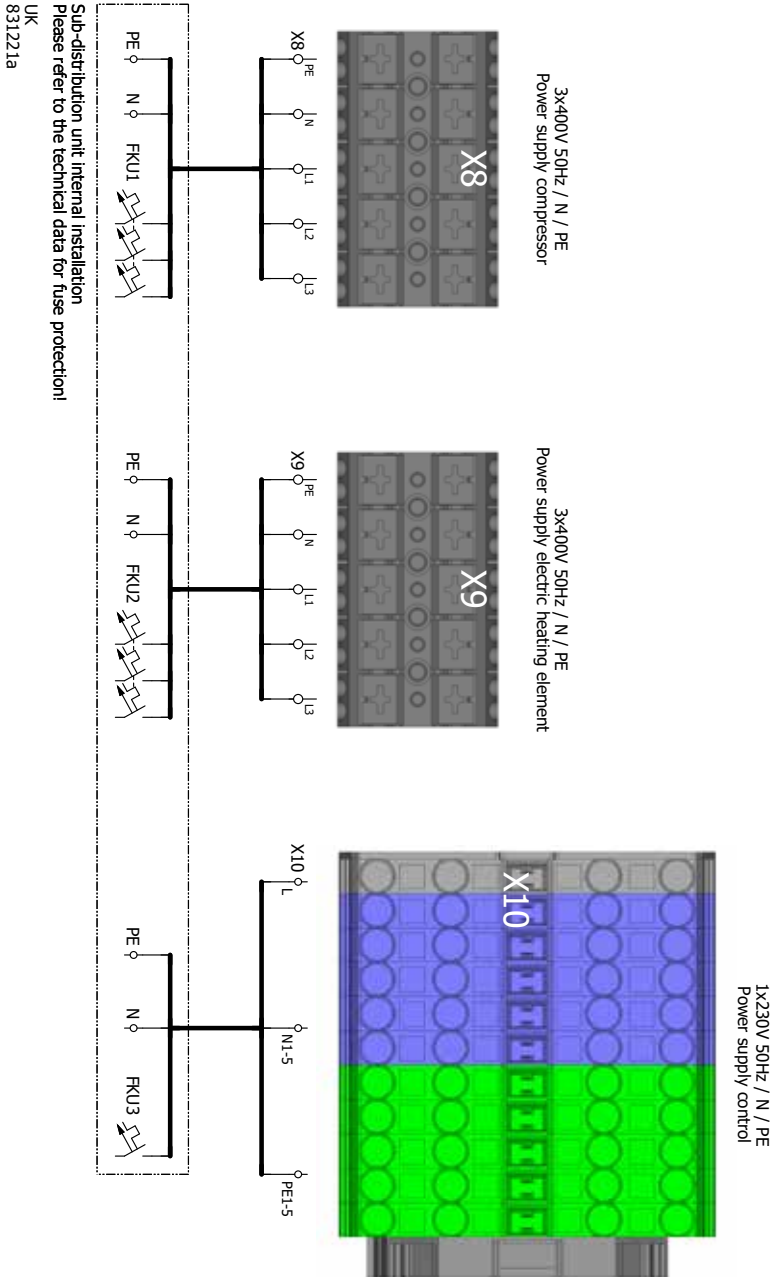 3x400V 50Hz / N / PE
Power supply compressor
X8
X8
PE
N
L1
L2
L3
PE
N
FKU1
3x400V 50Hz / N / PE
Power supply electric heating element
X9
X9
PE
N
L1
L2
L3
PE
N
FKU2
1x230V 50Hz / N / PE
Power supply control
X10
X10
L
N1-5
PE1-5
PE
N
FKU3
Sub-distribution unit internal installation
Please refer to the technical data for fuse protection!
UK
831221a